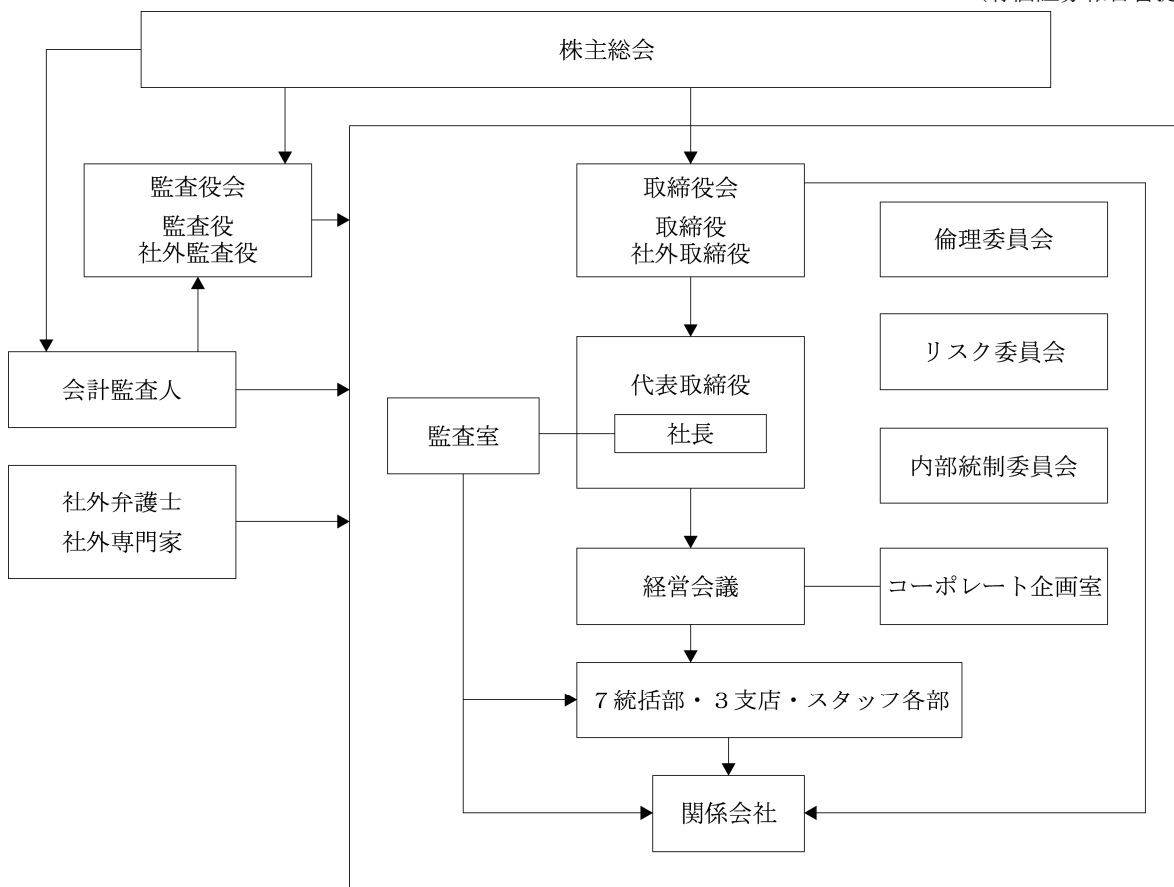 株主総会
監査役会
監査役
社外監査役
取締役会
取締役
社外取締役
倫理委員会
リスク委員会
会計監査人
代表取締役
社長
監査室
内部統制委員会
社外弁護士
社外専門家
経営会議
コーポレート企画室
7統括部・3支店・スタッフ各部
関係会社